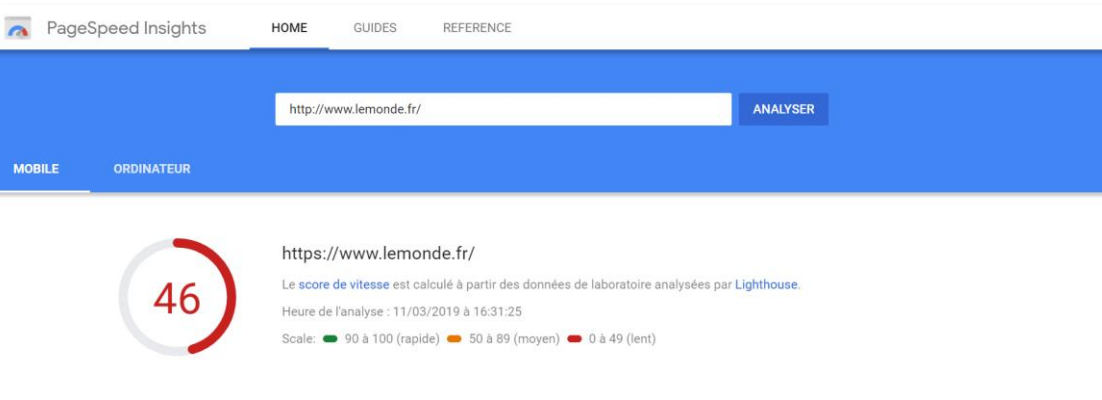 PageSpeed Insights HOME GUIDES REFERENCE
http://www.lemonde.fr/ ANALYSER
MOBILE ORDINATEUR
46
https://www.lemonde.fr/
Le score de vitesse est calculé à partir des données de laboratoire analysées par Lighthouse.
Heure de l'analyse : 11/03/2019 à 16:31:25
Scale: 90 à 100 (rapide) 50 à 89 (moyen) 0 à 49 (lent)